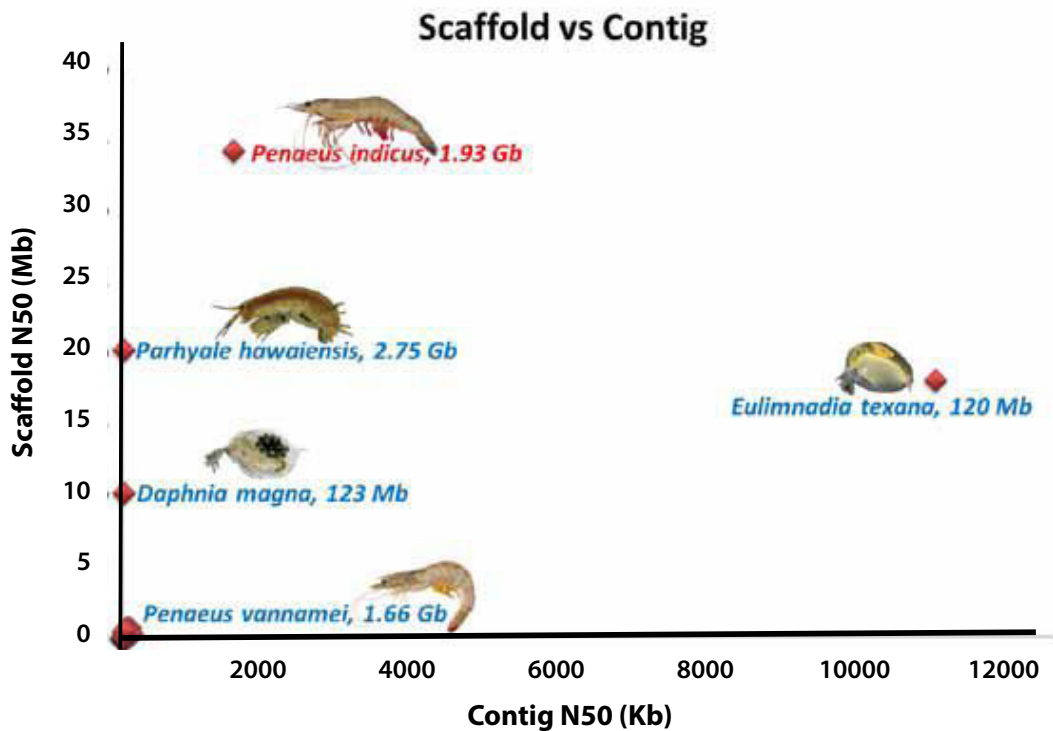 Scaffold vs Contig
Scaffold N50 (Mb)
40
35
30
25
20
15
10
5
0
Penaeus indicus, 1.93 Gb
Parhyale hawaiensis, 2.75 Gb
Eulimnadia texana, 120 Mb
Daphnia magna, 123 Mb
Penaeus vannamei, 1.66 Gb
2000 4000 6000 8000 10000 12000
Contig N50 (Kb)